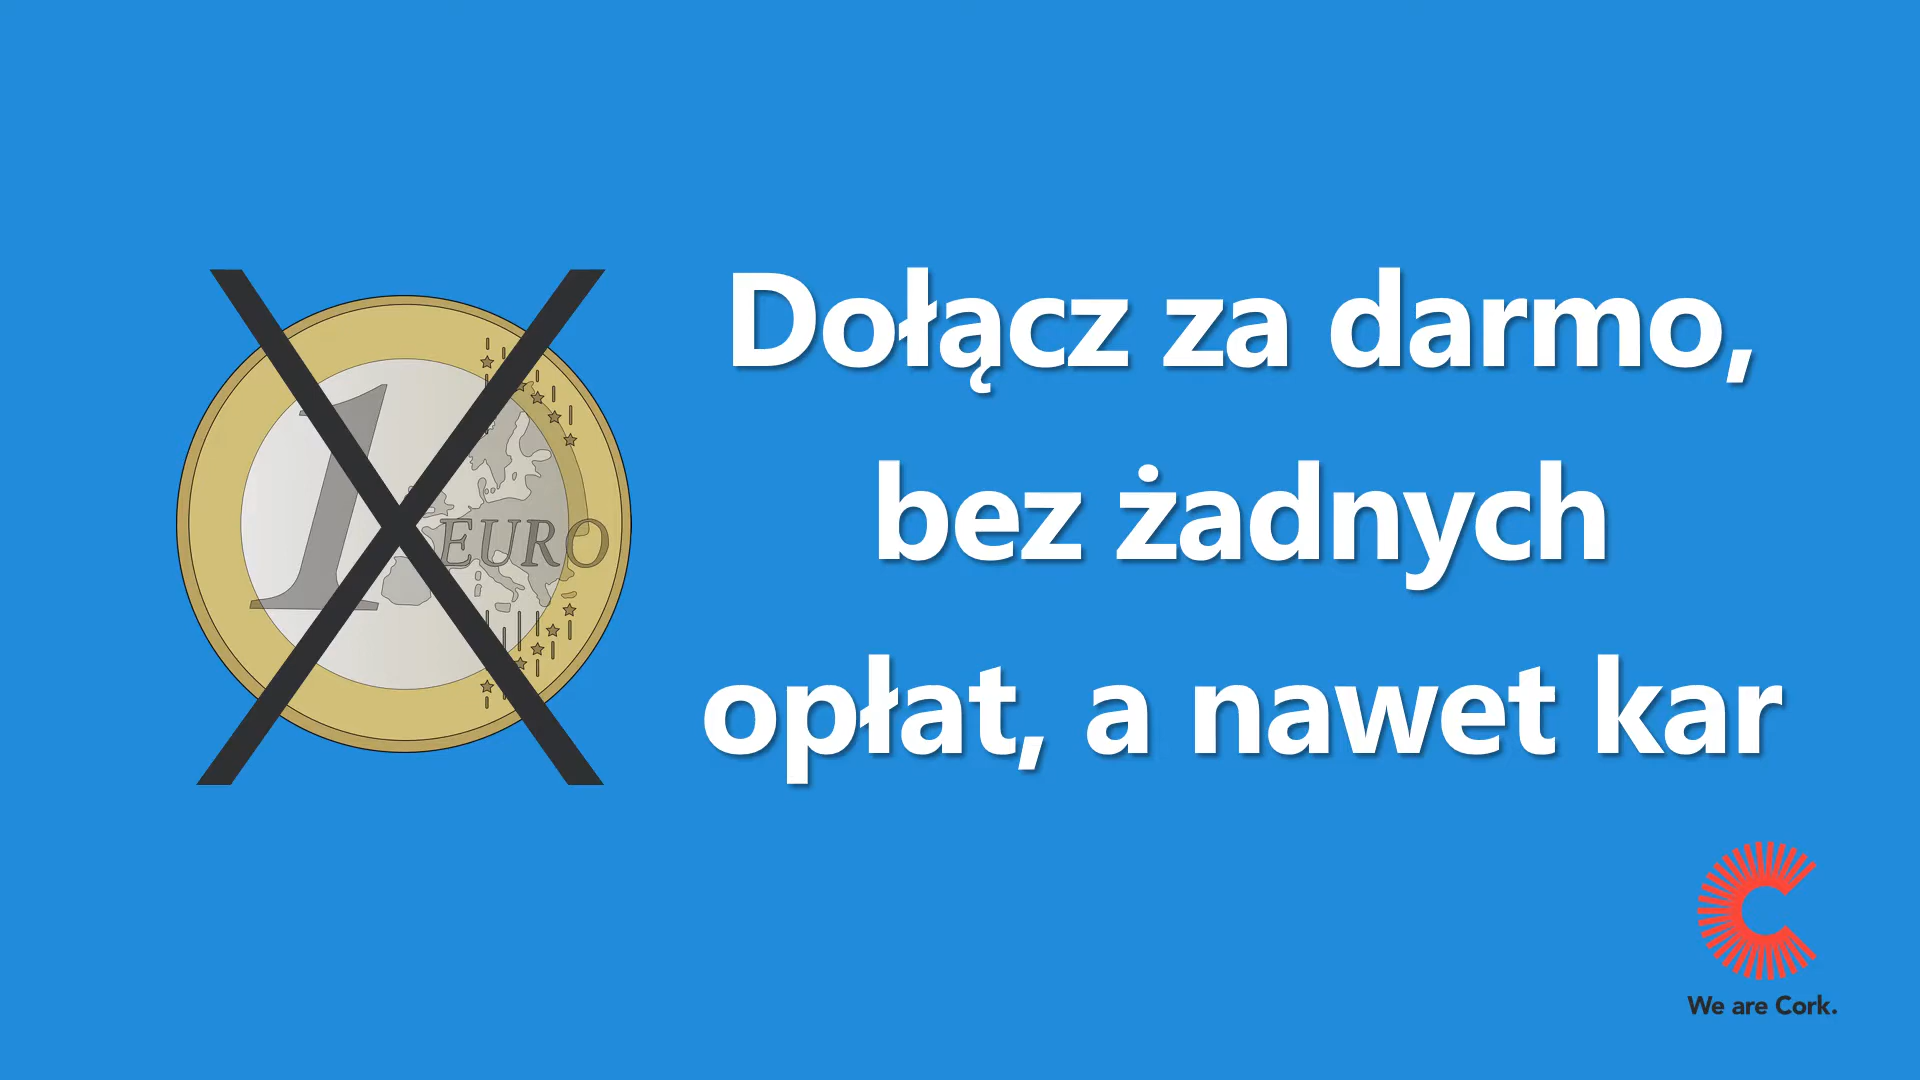 1 EURO
Dołącz za darmo,
bez żadnych
opłat, a nawet kar
We are Cork.